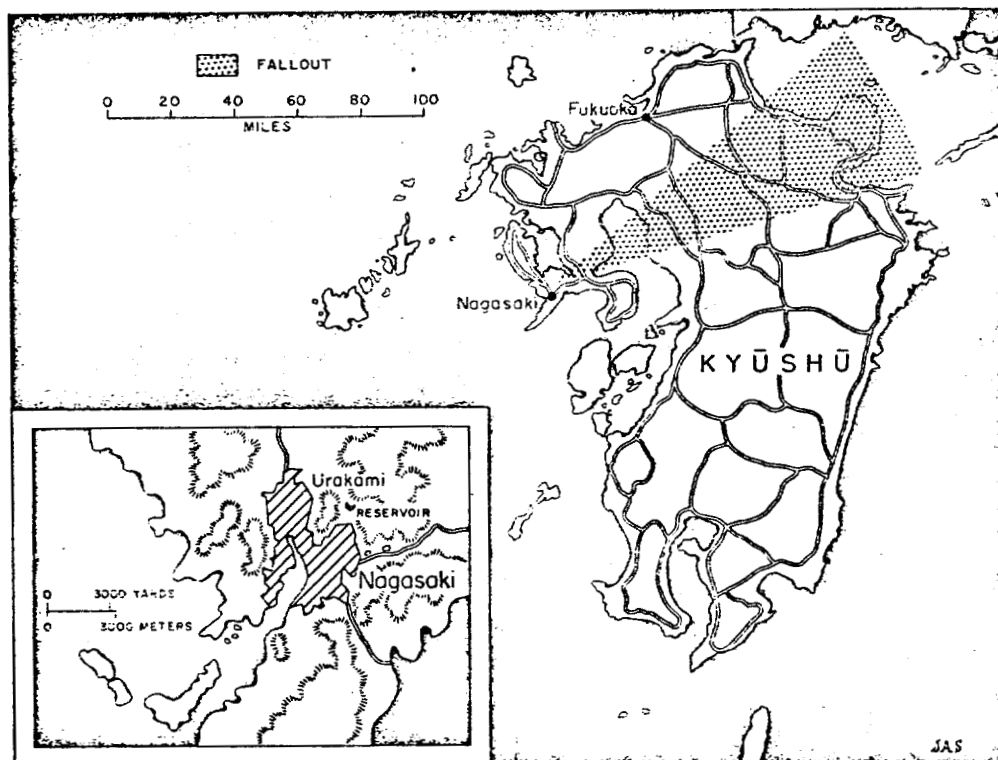 FALLOUT
0 20 40 60 80 100
MILES
Fukuoka
Nagasaki
KYŪSHŪ
Urakami
RESERVOIR
Nagasaki
0 3000 YARDS
0 3000 METERS
JAS